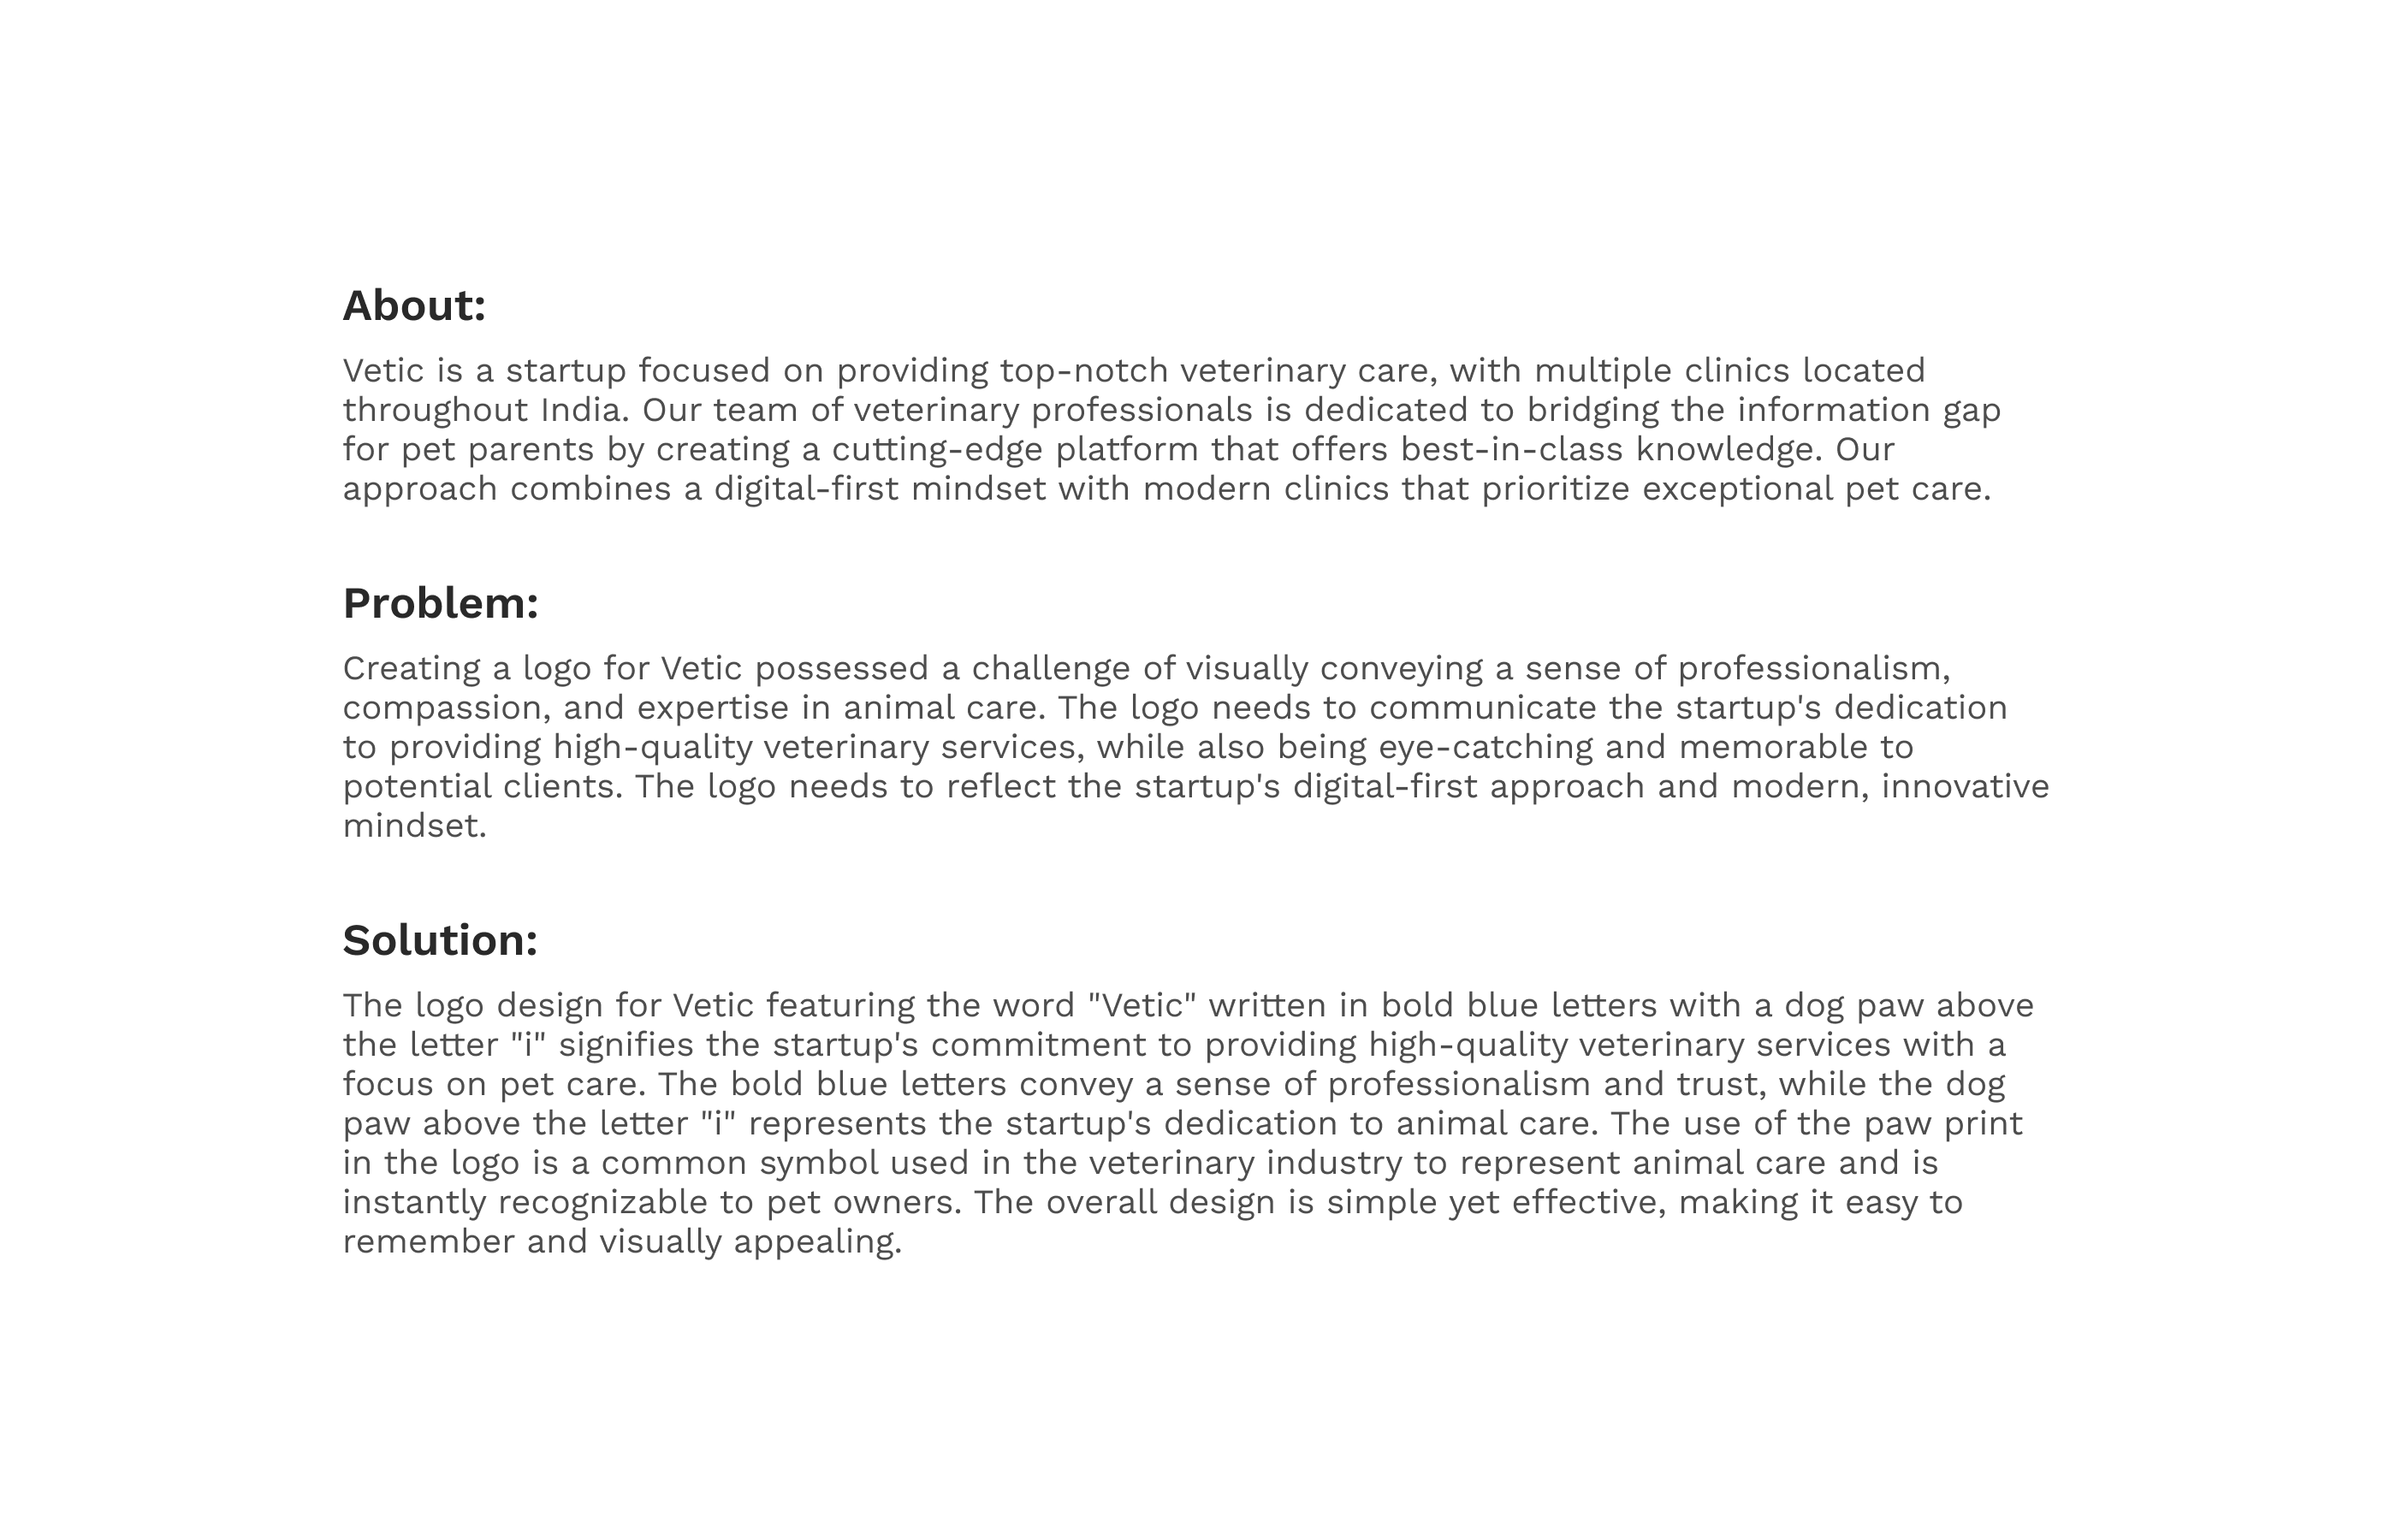 About:
Vetic is a startup focused on providing top-notch veterinary care, with multiple clinics located
throughout India. Our team of veterinary professionals is dedicated to bridging the information gap
for pet parents by creating a cutting-edge platform that offers best-in-class knowledge. Our
approach combines a digital-first mindset with modern clinics that prioritize exceptional pet care.
Problem:
Creating a logo for Vetic possessed a challenge of visually conveying a sense of professionalism,
compassion, and expertise in animal care. The logo needs to communicate the startup's dedication
to providing high-quality veterinary services, while also being eye-catching and memorable to
potential clients. The logo needs to reflect the startup's digital-first approach and modern, innovative
mindset.
Solution:
The logo design for Vetic featuring the word "Vetic" written in bold blue letters with a dog paw above
the letter "i" signifies the startup's commitment to providing high-quality veterinary services with a
focus on pet care. The bold blue letters convey a sense of professionalism and trust, while the dog
paw above the letter "i" represents the startup's dedication to animal care. The use of the paw print
in the logo is a common symbol used in the veterinary industry to represent animal care and is
instantly recognizable to pet owners. The overall design is simple yet effective, making it easy to
remember and visually appealing.